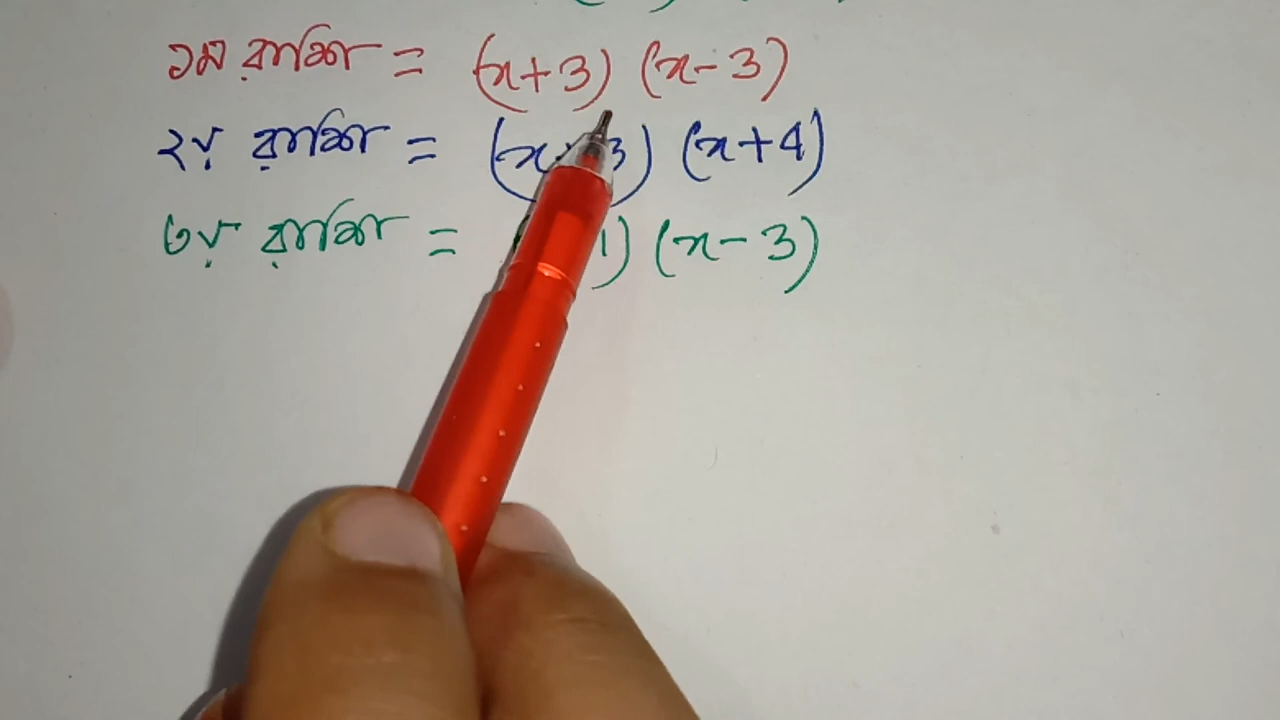 ১ম রাশি = (x+3) (x-3)
২য় রাশি = (x 3) (x+4)
৩য় রাশি = 1) (x-3)